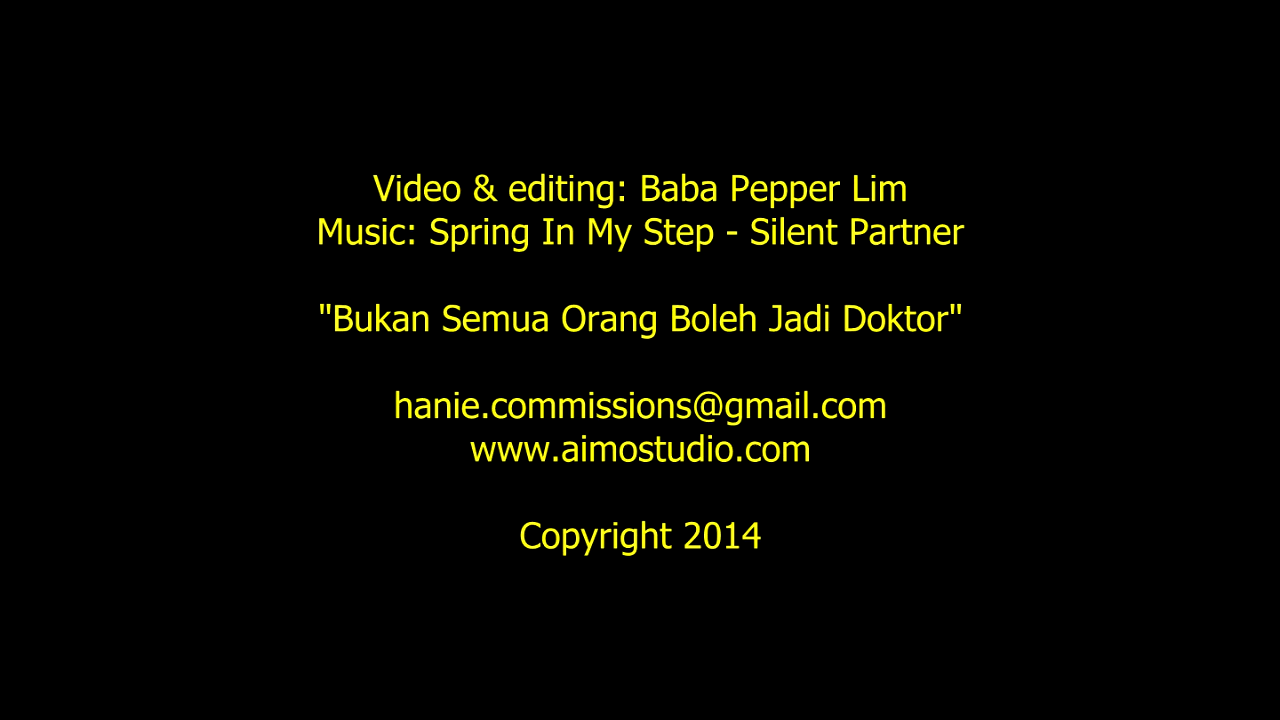 Video & editing: Baba Pepper Lim
Music: Spring In My Step - Silent Partner
"Bukan Semua Orang Boleh Jadi Doktor"
hanie.commissions@gmail.com
www.aimostudio.com
Copyright 2014